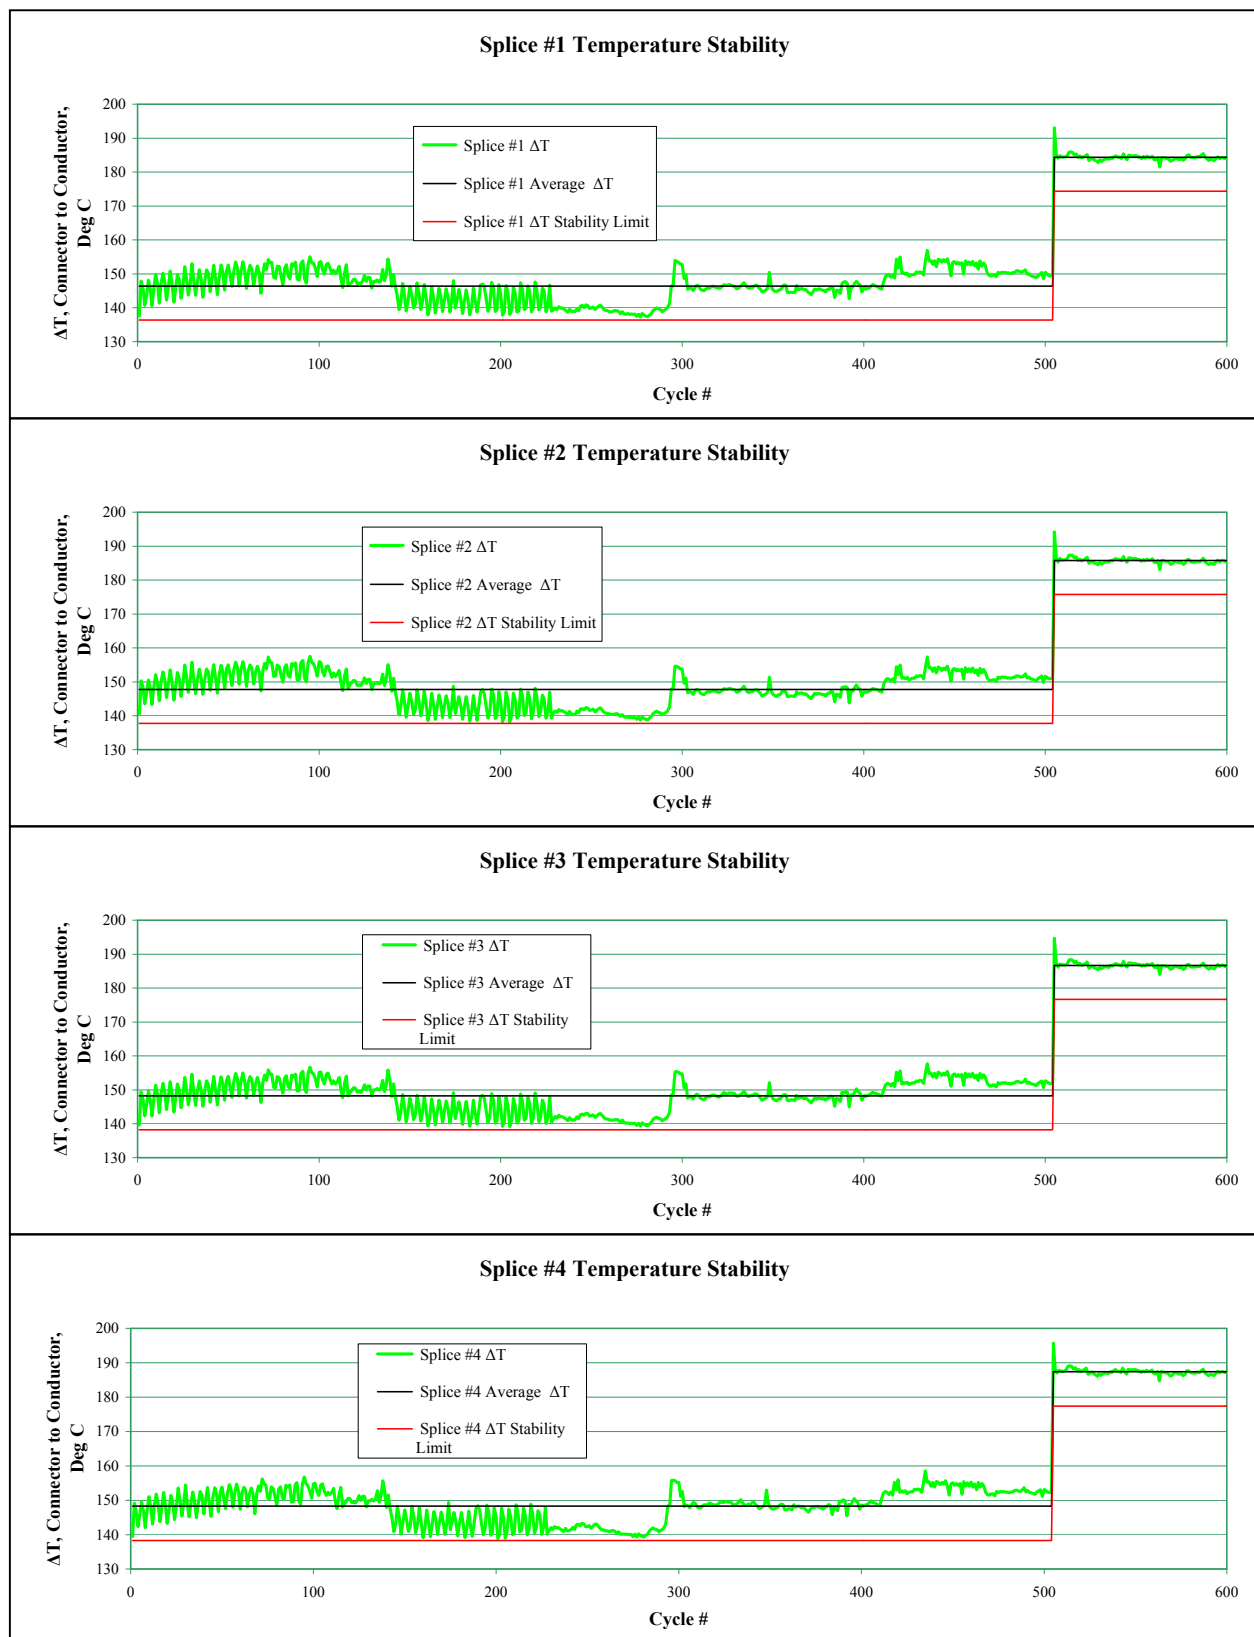 Splice #1 Temperature Stability
ΔT, Connector to Conductor,
Deg C
200
190
180
170
160
150
140
130
Splice #1 ΔT
Splice #1 Average ΔT
Splice #1 ΔT Stability Limit
0 100 200 300 400 500 600
Cycle #
Splice #2 Temperature Stability
ΔT, Connector to Conductor,
Deg C
200
190
180
170
160
150
140
130
Splice #2 ΔT
Splice #2 Average ΔT
Splice #2 ΔT Stability Limit
0 100 200 300 400 500 600
Cycle #
Splice #3 Temperature Stability
ΔT, Connector to Conductor,
Deg C
200
190
180
170
160
150
140
130
Splice #3 ΔT
Splice #3 Average ΔT
Splice #3 ΔT Stability
Limit
0 100 200 300 400 500 600
Cycle #
Splice #4 Temperature Stability
ΔT, Connector to Conductor,
Deg C
200
190
180
170
160
150
140
130
Splice #4 ΔT
Splice #4 Average ΔT
Splice #4 ΔT Stability
Limit
0 100 200 300 400 500 600
Cycle #